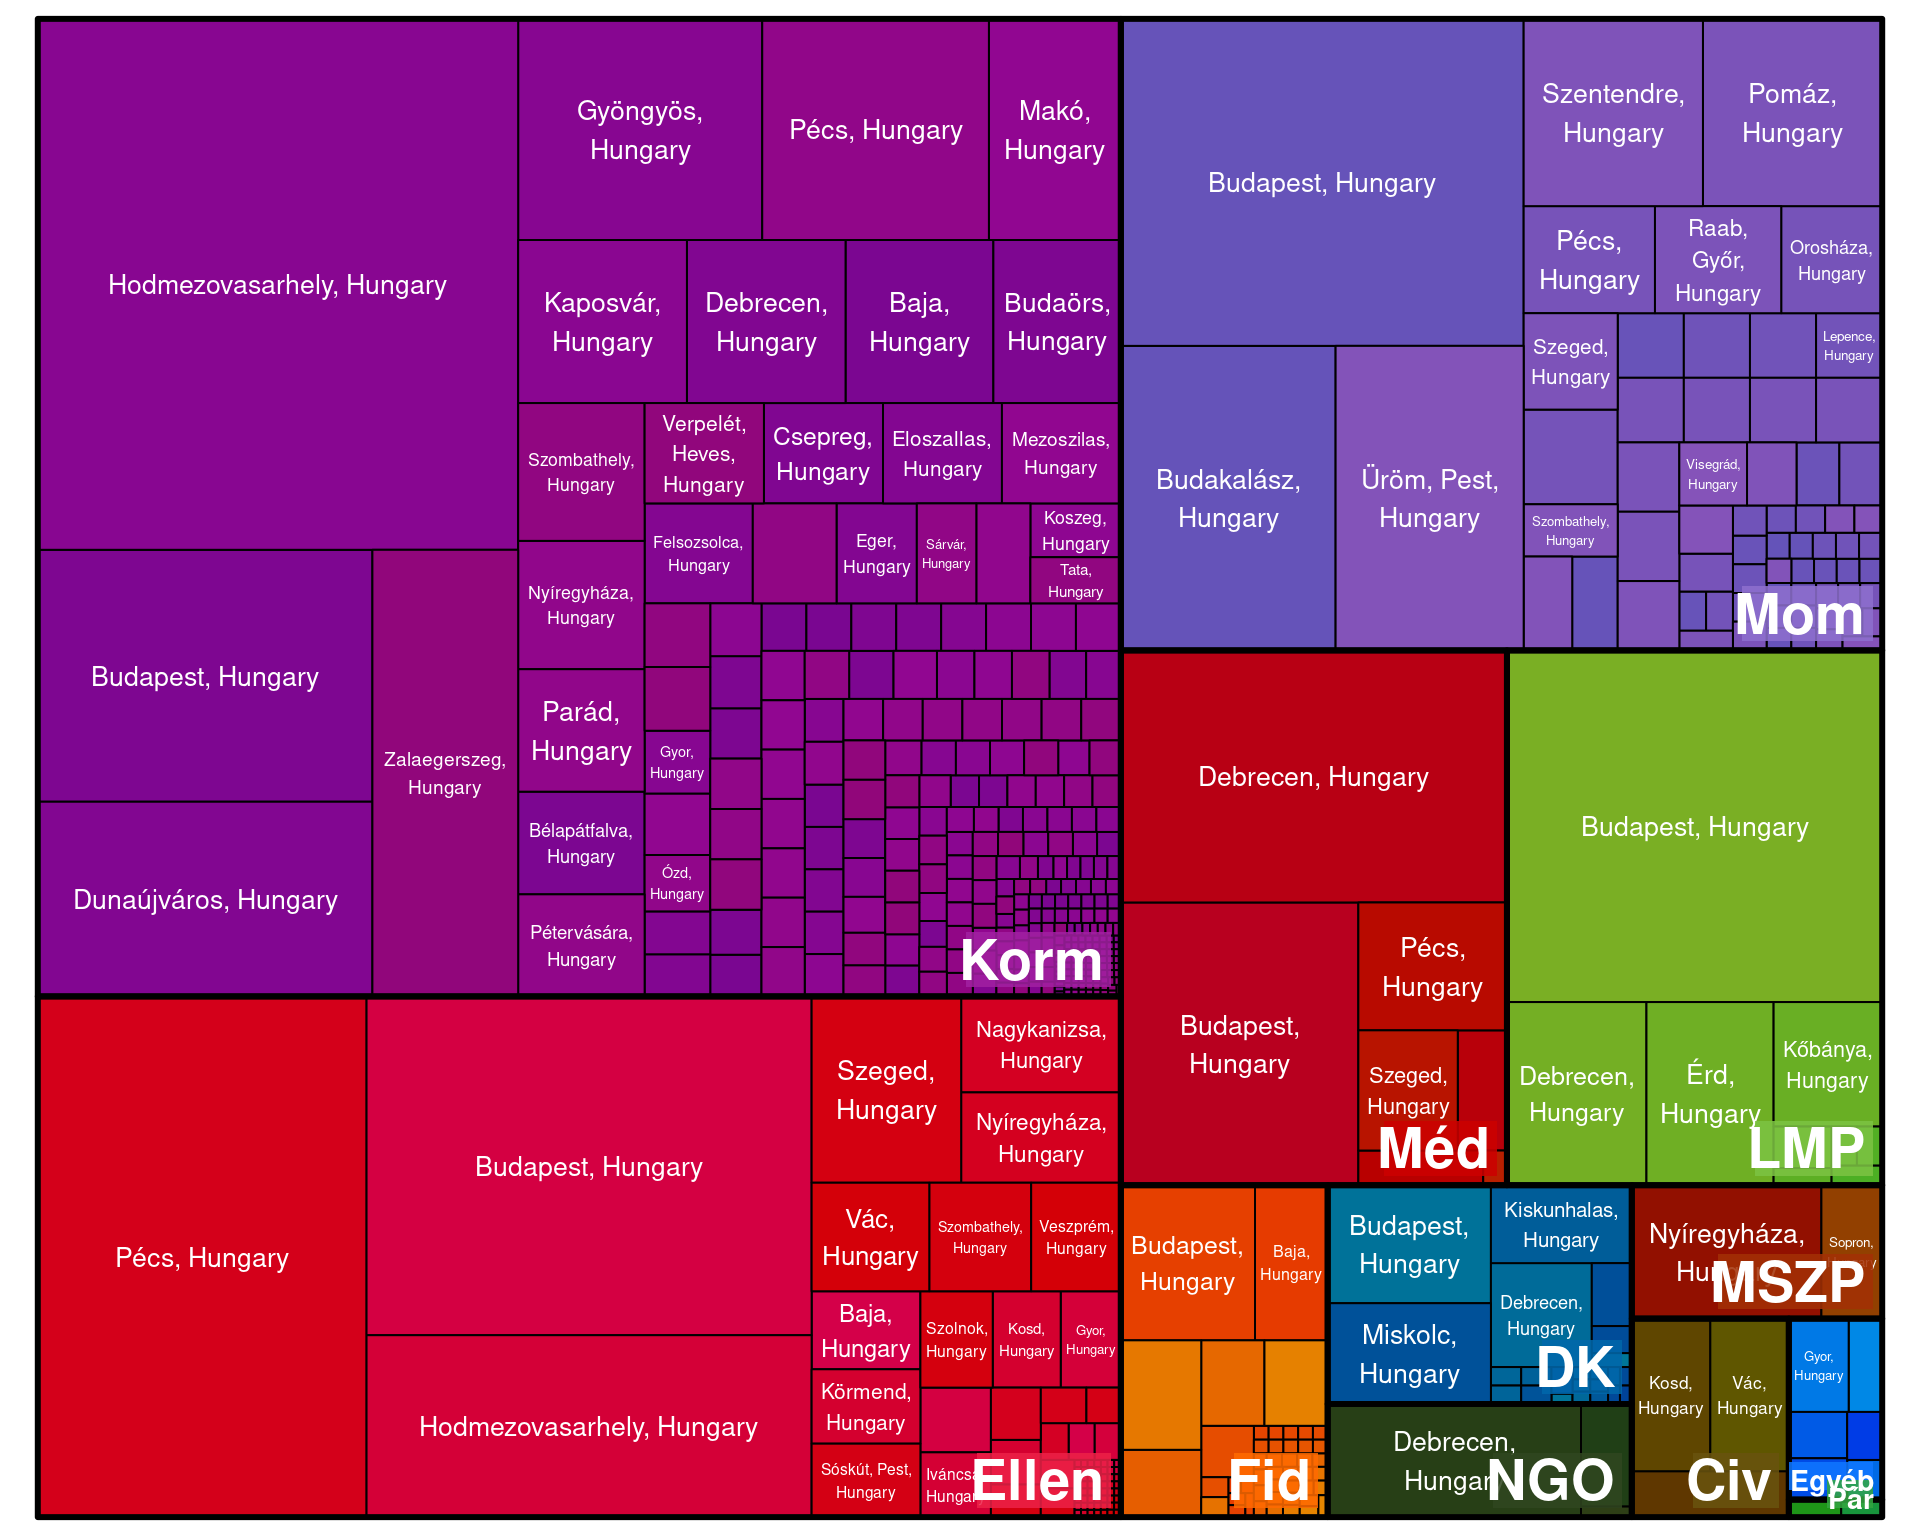 Hodmezovasarhely, Hungary
Gyöngyös,
Hungary
Pécs, Hungary
Makó,
Hungary
Kaposvár,
Hungary
Debrecen,
Hungary
Baja,
Hungary
Budaörs,
Hungary
Szombathely,
Hungary
Verpelét,
Heves,
Hungary
Csepreg,
Hungary
Eloszallas,
Hungary
Mezoszilas,
Hungary
Felsozsolca,
Hungary
Eger,
Hungary
Sárvár,
Hungary
Koszeg,
Hungary
Tata,
Hungary
Budapest, Hungary
Dunaújváros, Hungary
Zalaegerszeg,
Hungary
Nyíregyháza,
Hungary
Parád,
Hungary
Bélapátfalva,
Hungary
Pétervására,
Hungary
Gyor,
Hungary
Ózd,
Hungary
Korm
Budapest, Hungary
Szentendre,
Hungary
Pomáz,
Hungary
Pécs,
Hungary
Raab,
Győr,
Hungary
Orosháza,
Hungary
Budakalász,
Hungary
Üröm, Pest,
Hungary
Szeged,
Hungary
Lepence,
Hungary
Visegrád,
Hungary
Szombathely,
Hungary
Mom
Debrecen, Hungary
Budapest,
Hungary
Pécs,
Hungary
Szeged,
Hungary
Méd
Budapest, Hungary
Debrecen,
Hungary
Érd,
Hungary
Kőbánya,
Hungary
LMP
Pécs, Hungary
Budapest, Hungary
Hodmezovasarhely, Hungary
Szeged,
Hungary
Nagykanizsa,
Hungary
Nyíregyháza,
Hungary
Vác,
Hungary
Szombathely,
Hungary
Veszprém,
Hungary
Baja,
Hungary
Szolnok,
Hungary
Kosd,
Hungary
Gyor,
Hungary
Körmend,
Hungary
Sóskút, Pest,
Hungary
Ellen
Budapest,
Hungary
Baja,
Hungary
Fid
Budapest,
Hungary
Kiskunhalas,
Hungary
Miskolc,
Hungary
Debrecen,
Hungary
DK
Debrecen,
NGO
Nyíregyháza,
Sopron,
MSZP
Kosd,
Hungary
Vác,
Hungary
Civ
Gyor,
Hungary
Egyéb
Par